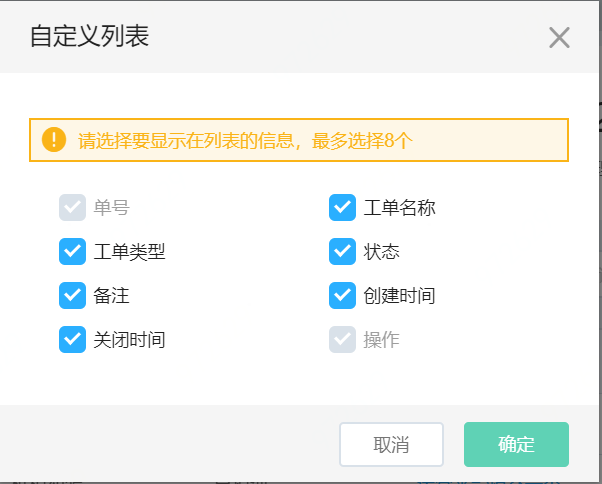 自定义列表
请选择要显示在列表的信息，最多选择8个
单号
工单名称
工单类型
状态
备注
创建时间
关闭时间
操作
取消
确定